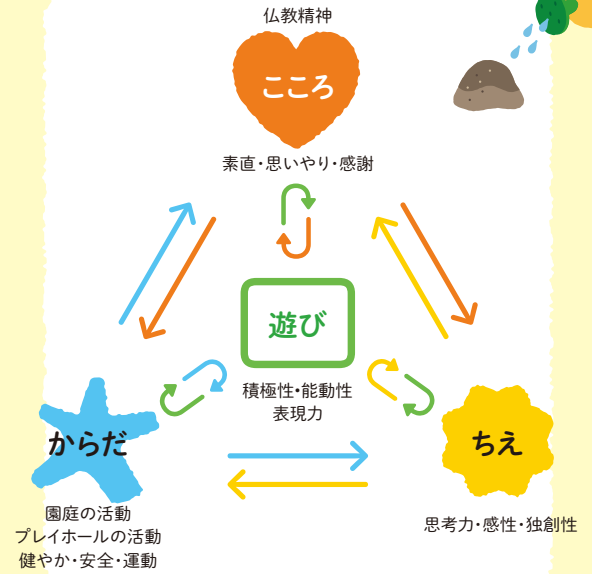 仏教精神
こころ
素直・思いやり・感謝
遊び
積極性・能動性
表現力
からだ
園庭の活動
プレイホールの活動
健やか・安全・運動
ちえ
思考力・感性・独創性